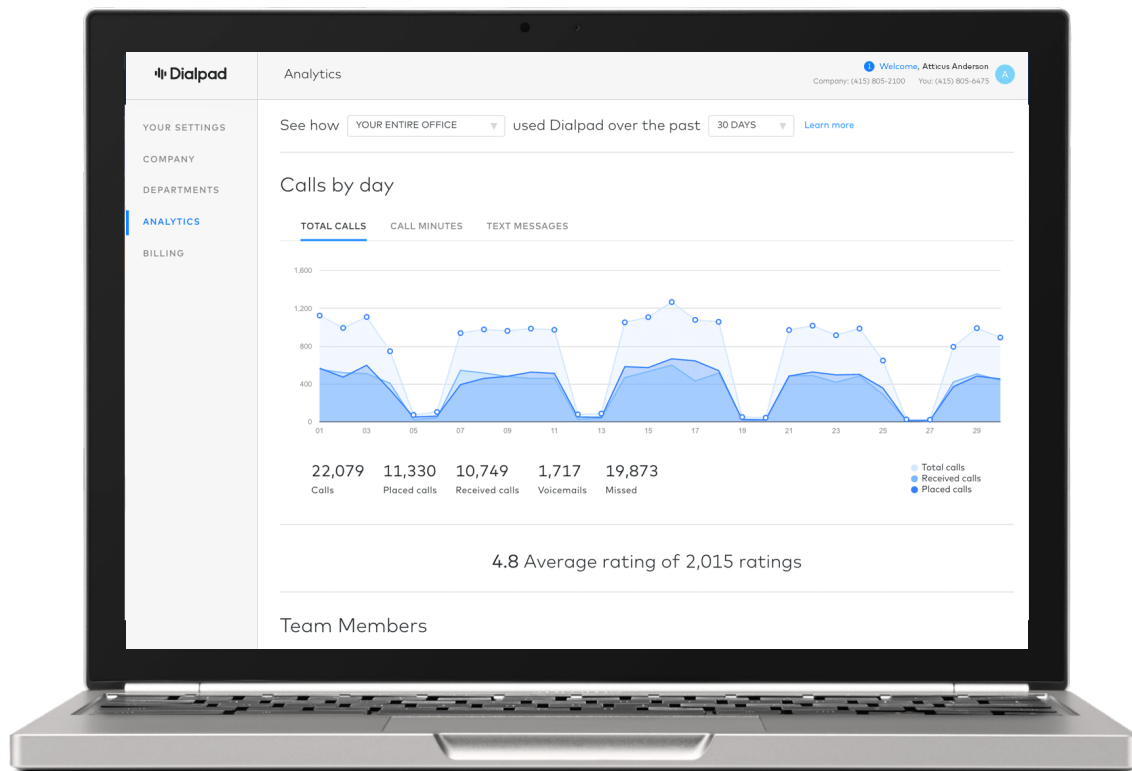 Dialpad
Analytics
1 Welcome, Atticus Anderson
A
Company: (415) 805-2100 You: (415) 805-6475
YOUR SETTINGS
COMPANY
DEPARTMENTS
ANALYTICS
BILLING
See how YOUR ENTIRE OFFICE used Dialpad over the past 30 DAYS Learn more
Calls by day
TOTAL CALLS CALL MINUTES TEXT MESSAGES
1,600
1,200
800
400
0
01 03 05 07 09 11 13 15 17 19 21 23 25 27 29
22,079 11,330 10,749 1,717 19,873
Calls Placed calls Received calls Voicemails Missed
Total calls
Received calls
Placed calls
4.8 Average rating of 2,015 ratings
Team Members